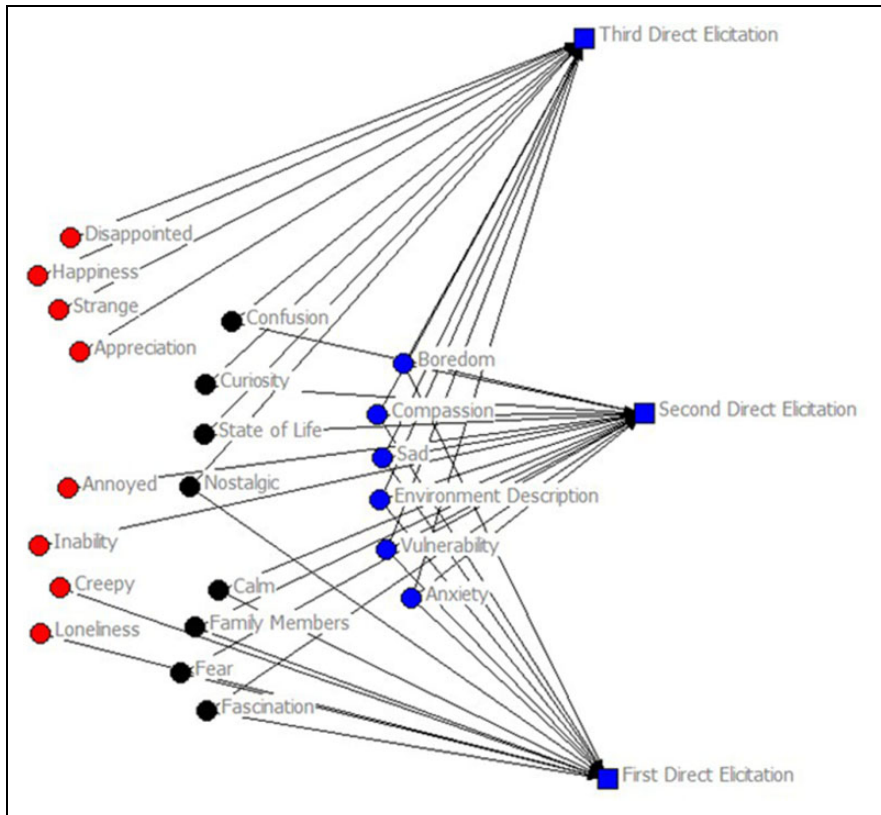 Third Direct Elicitation
Disappointed
Happiness
Strange
Confusion
Appreciation
Boredom
Curiosity
Compassion
Second Direct Elicitation
State of Life
Sad
Annoyed
Nostalgic
Environment Description
Inability
Vulnerability
Creepy
Calm
Anxiety
Loneliness
Family Members
Fear
Fascination
First Direct Elicitation